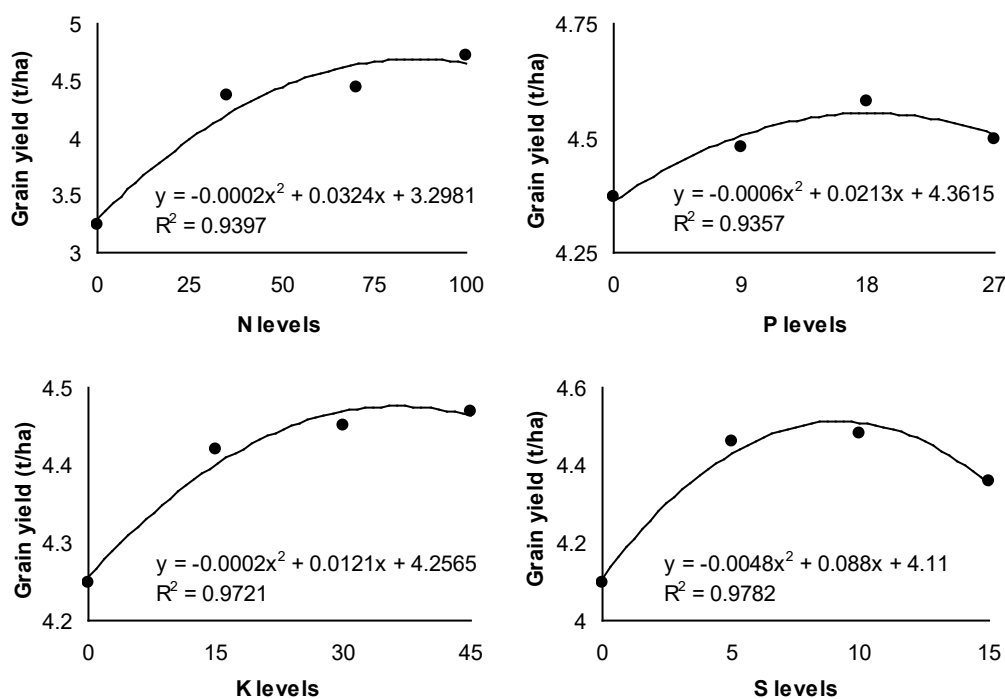 Grain yield (t/ha)
5
4.5
4
3.5
3
y = -0.0002x² + 0.0324x + 3.2981
R² = 0.9397
0 25 50 75 100
N levels
Grain yield (t/ha)
4.75
4.5
4.25
y = -0.0006x² + 0.0213x + 4.3615
R² = 0.9357
0 9 18 27
P levels
Grain yield (t/ha)
4.5
4.4
4.3
4.2
y = -0.0002x² + 0.0121x + 4.2565
R² = 0.9721
0 15 30 45
K levels
Grain yield (t/ha)
4.6
4.4
4.2
4
y = -0.0048x² + 0.088x + 4.11
R² = 0.9782
0 5 10 15
S levels